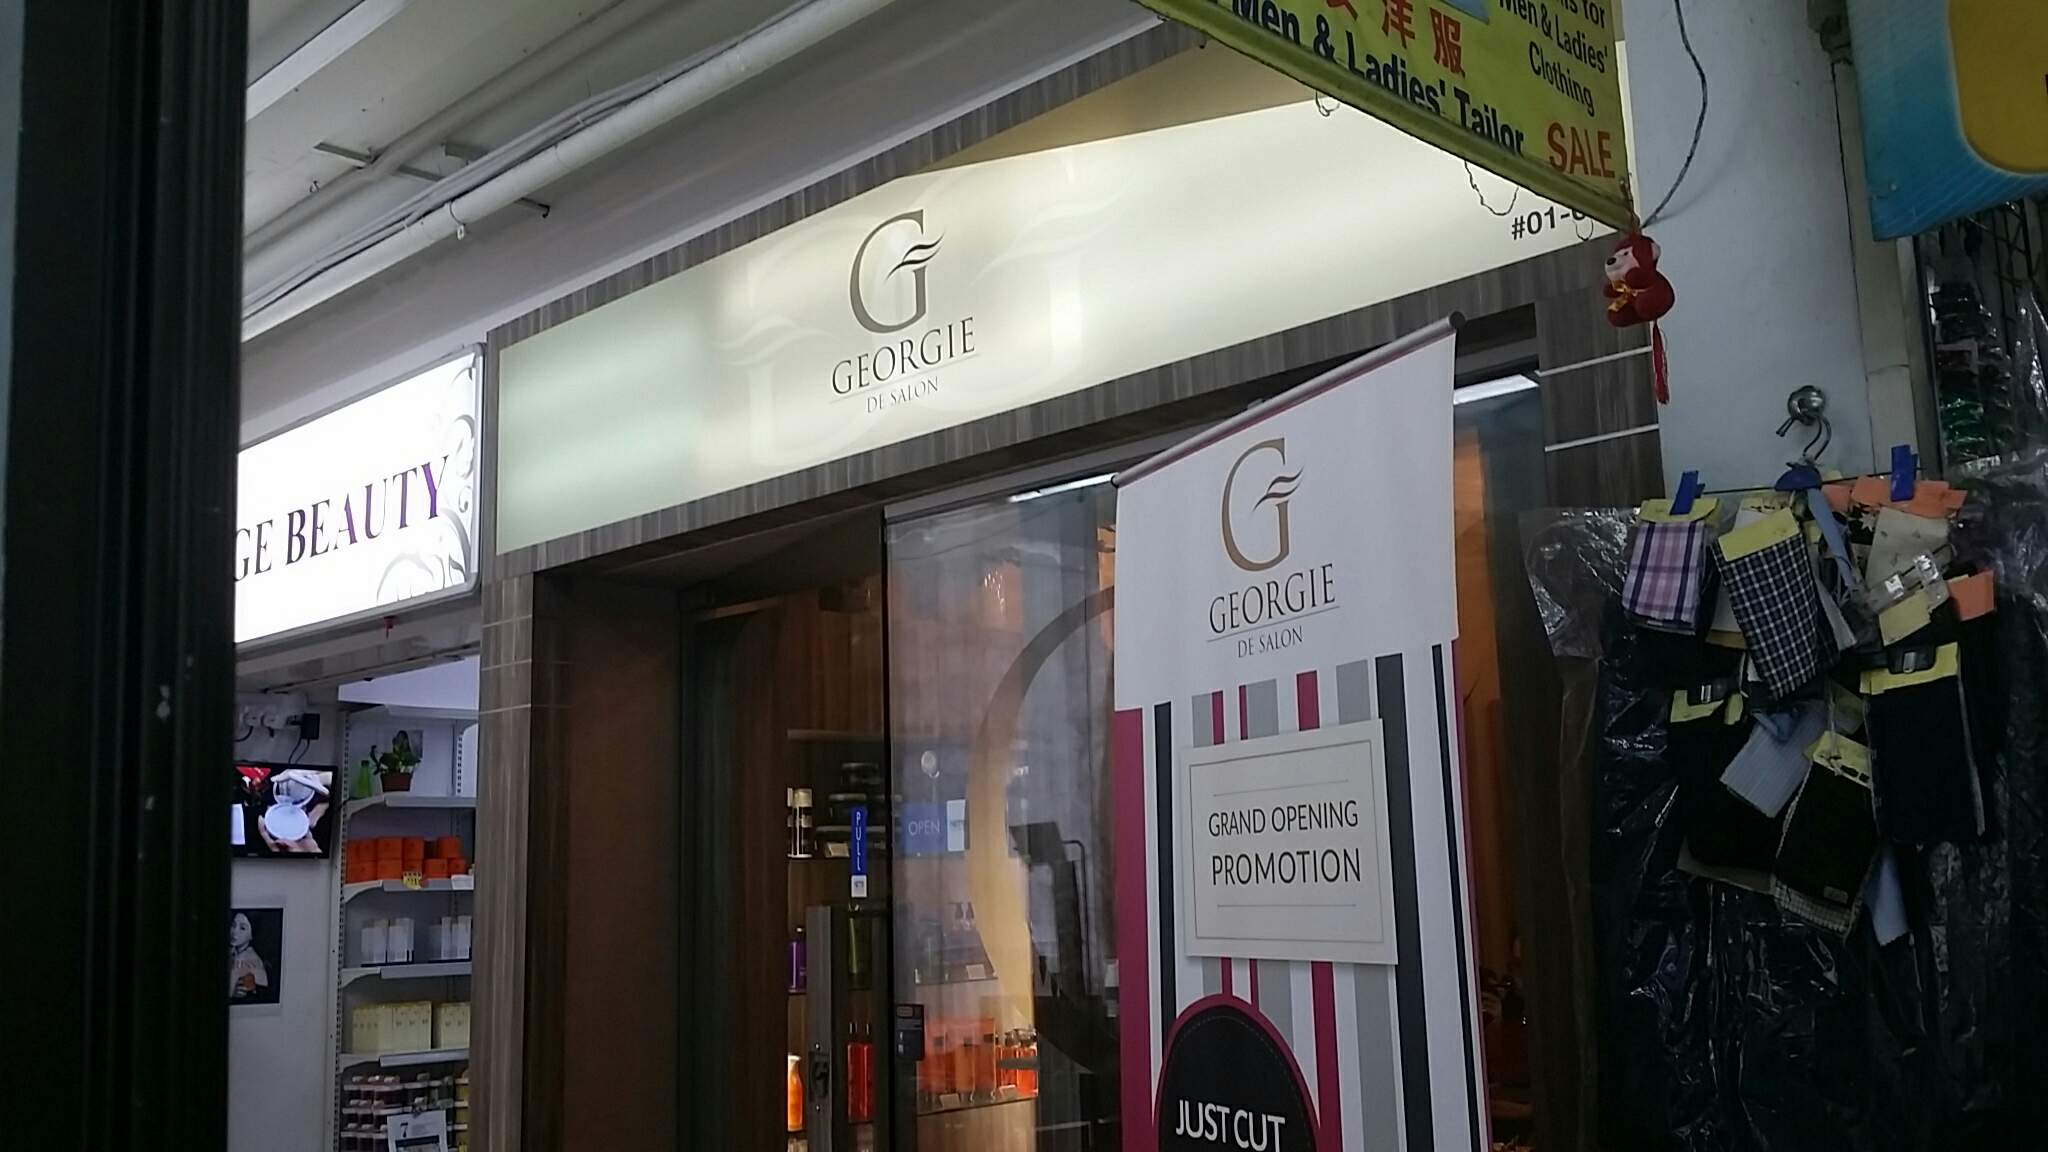 洋服
Men & Ladies' Tailor
Men & Ladies'
Clothing
SALE
#01-
G
GEORGIE
DE SALON
BEAUTY
G
GEORGIE
DE SALON
GRAND OPENING
PROMOTION
JUST CUT
PULL
OPEN
7